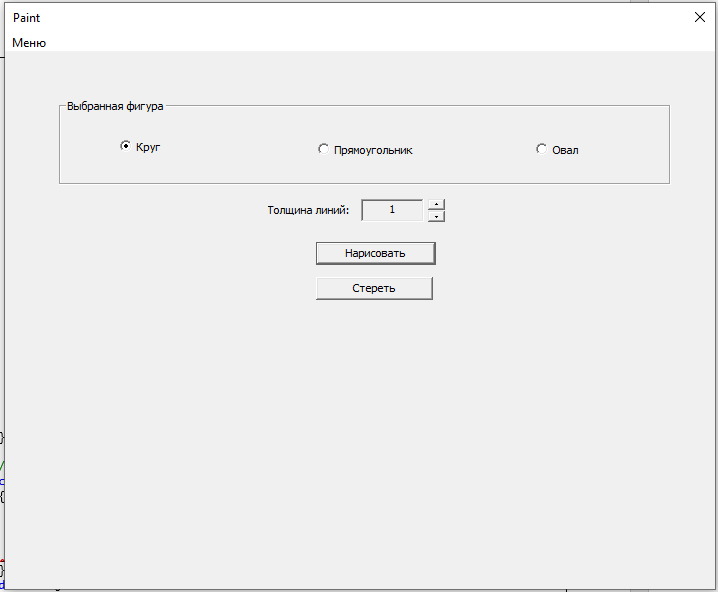 Paint
Меню
Выбранная фигура
Круг
Прямоугольник
Овал
Толщина линий: 1
Нарисовать
Стереть
}
/
c
{
}
d